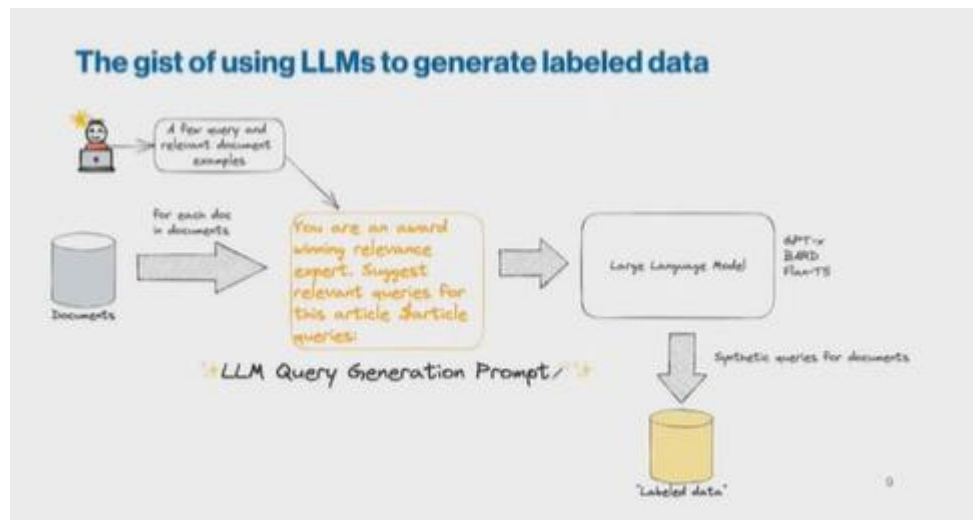 The gist of using LLMs to generate labeled data
A few query and
relevant document
examples
For each doc
in documents
You are an award
winning relevance
expert. Suggest
relevant queries for
this article $article
queries:
Large Language Model
GPT-x
BARD
Flan-T5
Documents
LLM Query Generation Prompt
Synthetic queries for documents
"Labeled data"
9